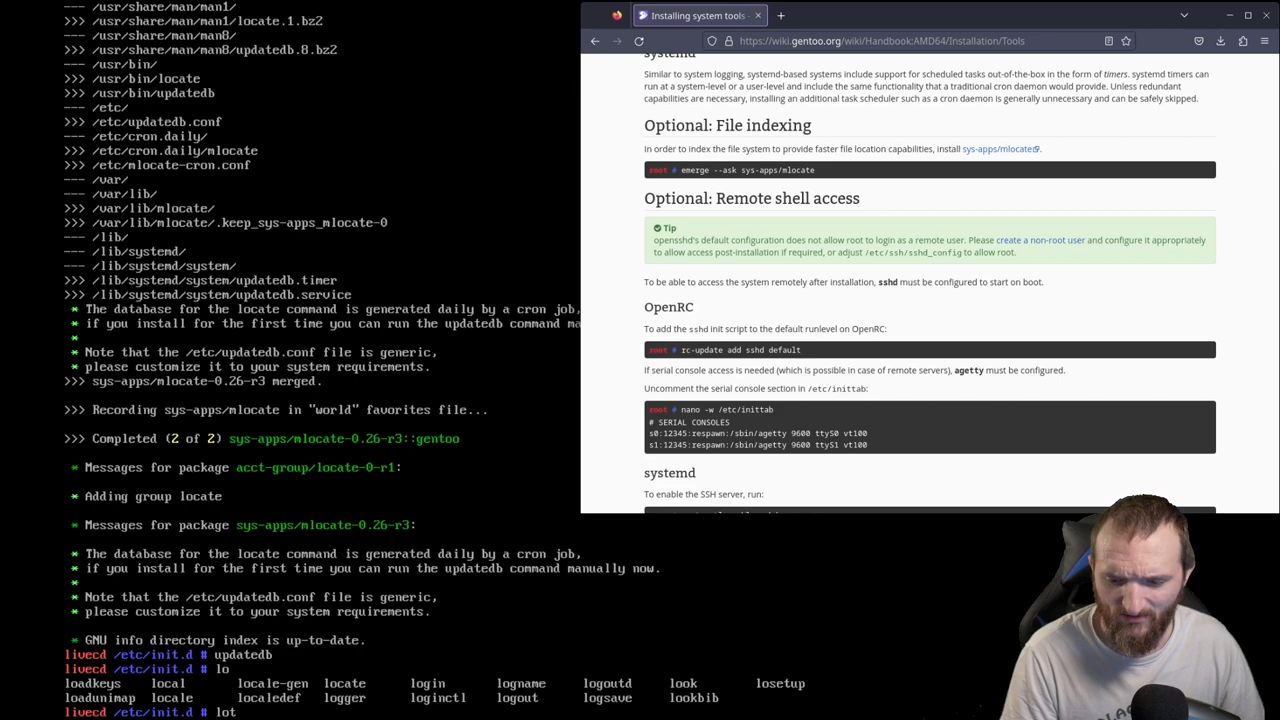 --- /usr/share/man/man1/
>>> /usr/share/man/man1/locate.1.bz2
--- /usr/share/man/man8/
>>> /usr/share/man/man8/updatedb.8.bz2
--- /usr/bin/
>>> /usr/bin/locate
>>> /usr/bin/updatedb
--- /etc/
>>> /etc/updatedb.conf
--- /etc/cron.daily/
>>> /etc/cron.daily/mlocate
>>> /etc/mlocate-cron.conf
--- /var/
--- /var/lib/
>>> /var/lib/mlocate/
>>> /var/lib/mlocate/.keep_sys-apps_mlocate-0
--- /lib/
--- /lib/systemd/
--- /lib/systemd/system/
>>> /lib/systemd/system/updatedb.timer
>>> /lib/systemd/system/updatedb.service
* The database for the locate command is generated daily by a cron job,
* if you install for the first time you can run the updatedb command ma
*
* Note that the /etc/updatedb.conf file is generic,
* please customize it to your system requirements.
>>> sys-apps/mlocate-0.26-r3 merged.
>>> Recording sys-apps/mlocate in "world" favorites file...
>>> Completed (2 of 2) sys-apps/mlocate-0.26-r3::gentoo
* Messages for package acct-group/locate-0-r1:
* Adding group locate
* Messages for package sys-apps/mlocate-0.26-r3:
* The database for the locate command is generated daily by a cron job,
* if you install for the first time you can run the updatedb command manually now.
*
* Note that the /etc/updatedb.conf file is generic,
* please customize it to your system requirements.
* GNU info directory index is up-to-date.
livecd /etc/init.d # updatedb
livecd /etc/init.d # lo
loadkeys local locale-gen locate login logname logoutd look losetup
loadunimap locale localedef logger loginctl logout logsave lookbib
livecd /etc/init.d # lot
Installing system tools -
https://wiki.gentoo.org/wiki/Handbook:AMD64/Installation/Tools
systemd
Similar to system logging, systemd-based systems include support for scheduled tasks out-of-the-box in the form of timers. systemd timers can
run at a system-level or a user-level and include the same functionality that a traditional cron daemon would provide. Unless redundant
capabilities are necessary, installing an additional task scheduler such as a cron daemon is generally unnecessary and can be safely skipped.
Optional: File indexing
In order to index the file system to provide faster file location capabilities, install sys-apps/mlocate.
root # emerge --ask sys-apps/mlocate
Optional: Remote shell access
Tip
openssh's default configuration does not allow root to login as a remote user. Please create a non-root user and configure it appropriately
to allow access post-installation if required, or adjust /etc/ssh/sshd_config to allow root.
To be able to access the system remotely after installation, sshd must be configured to start on boot.
OpenRC
To add the sshd init script to the default runlevel on OpenRC:
root # rc-update add sshd default
If serial console access is needed (which is possible in case of remote servers), agetty must be configured.
Uncomment the serial console section in /etc/inittab:
root # nano -w /etc/inittab
# SERIAL CONSOLES
s0:12345:respawn:/sbin/agetty 9600 ttyS0 vt100
s1:12345:respawn:/sbin/agetty 9600 ttyS1 vt100
systemd
To enable the SSH server, run: